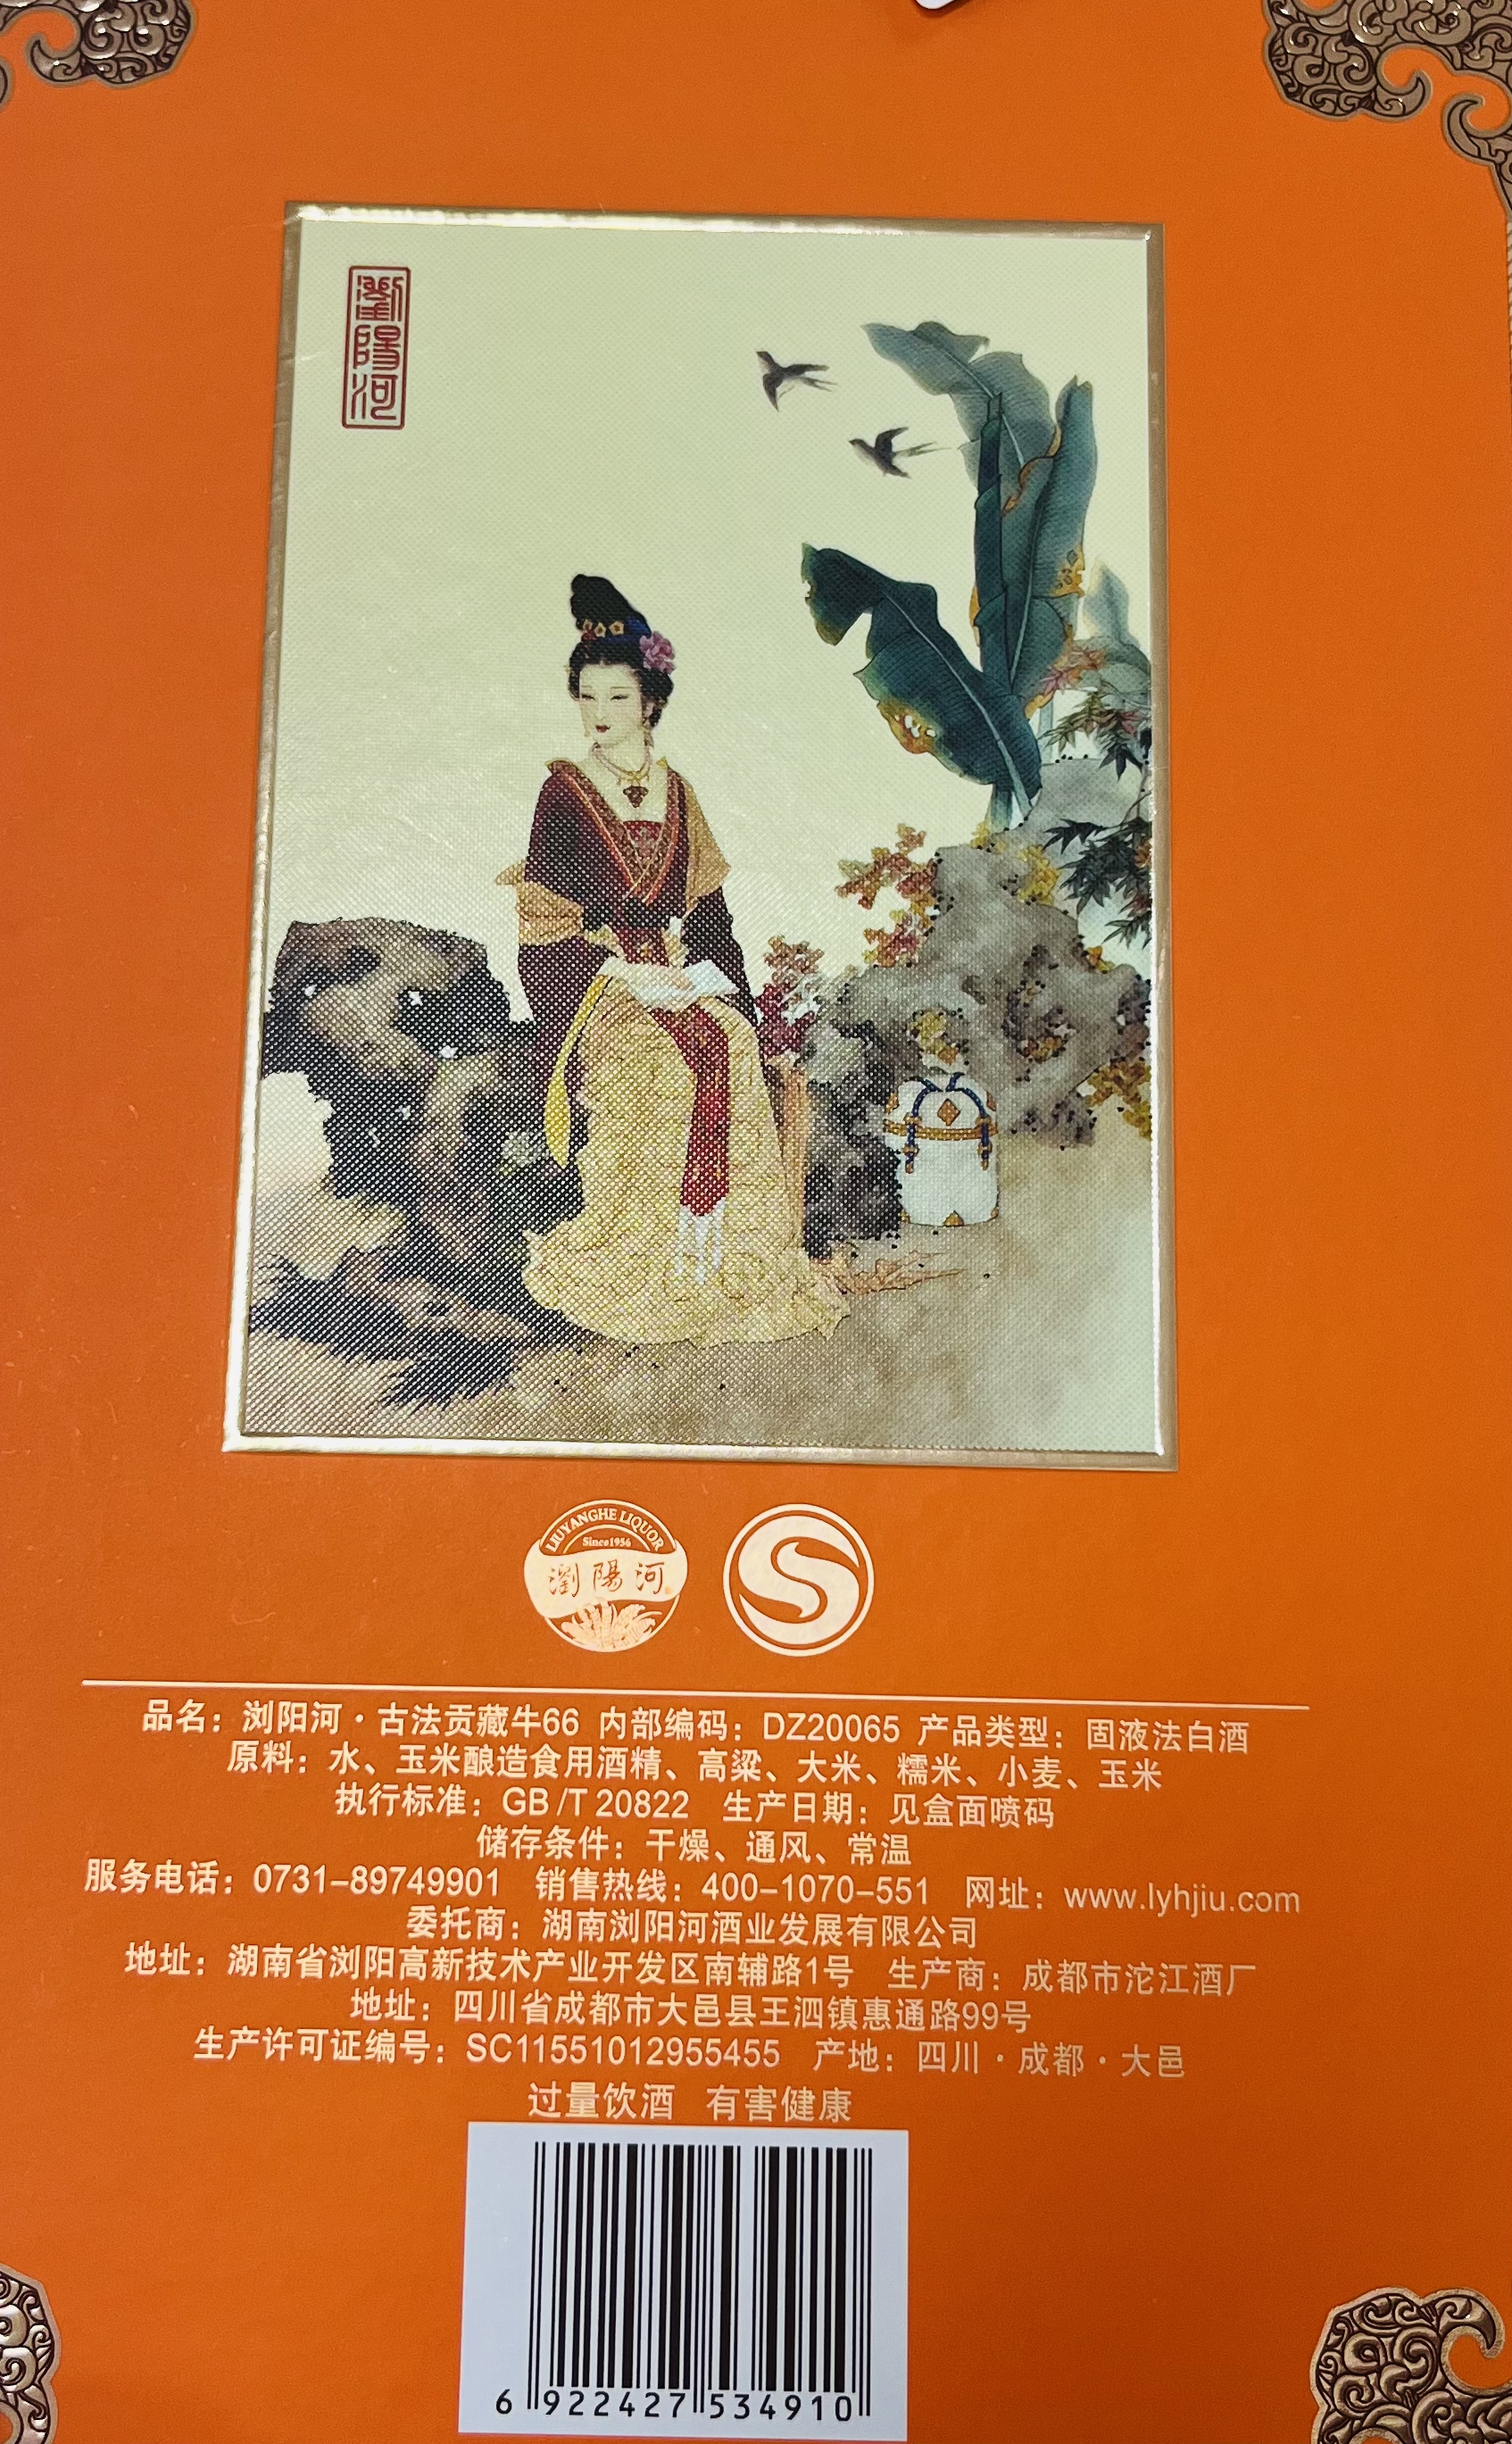 瀏陽河
LIUYANGHE LIQUOR
Since1956
瀏陽河
品名：浏阳河·古法贡藏牛66 内部编码：DZ20065 产品类型：固液法白酒
原料：水、玉米酿造食用酒精、高粱、大米、糯米、小麦、玉米
执行标准：GB/T 20822 生产日期：见盒面喷码
储存条件：干燥、通风、常温
服务电话：0731-89749901 销售热线：400-1070-551 网址：www.lyhjiu.com
委托商：湖南浏阳河酒业发展有限公司
地址：湖南省浏阳高新技术产业开发区南辅路1号 生产商：成都市沱江酒厂
地址：四川省成都市大邑县王泗镇惠通路99号
生产许可证编号：SC11551012955455 产地：四川·成都·大邑
过量饮酒 有害健康
6 922427 534910